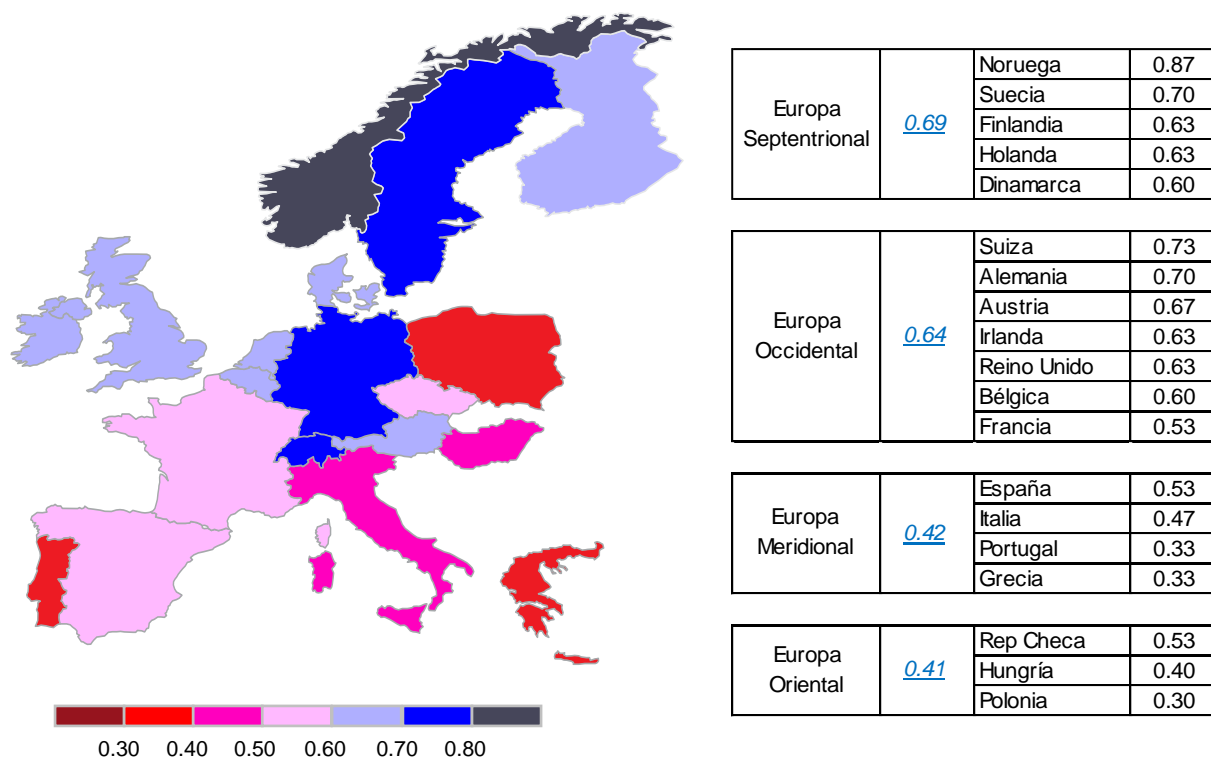 Europa
Septentrional
0.69
Noruega 0.87
Suecia 0.70
Finlandia 0.63
Holanda 0.63
Dinamarca 0.60
Europa
Occidental
0.64
Suiza 0.73
Alemania 0.70
Austria 0.67
Irlanda 0.63
Reino Unido 0.63
Bélgica 0.60
Francia 0.53
Europa
Meridional
0.42
España 0.53
Italia 0.47
Portugal 0.33
Grecia 0.33
Europa
Oriental
0.41
Rep Checa 0.53
Hungría 0.40
Polonia 0.30
0.30 0.40 0.50 0.60 0.70 0.80